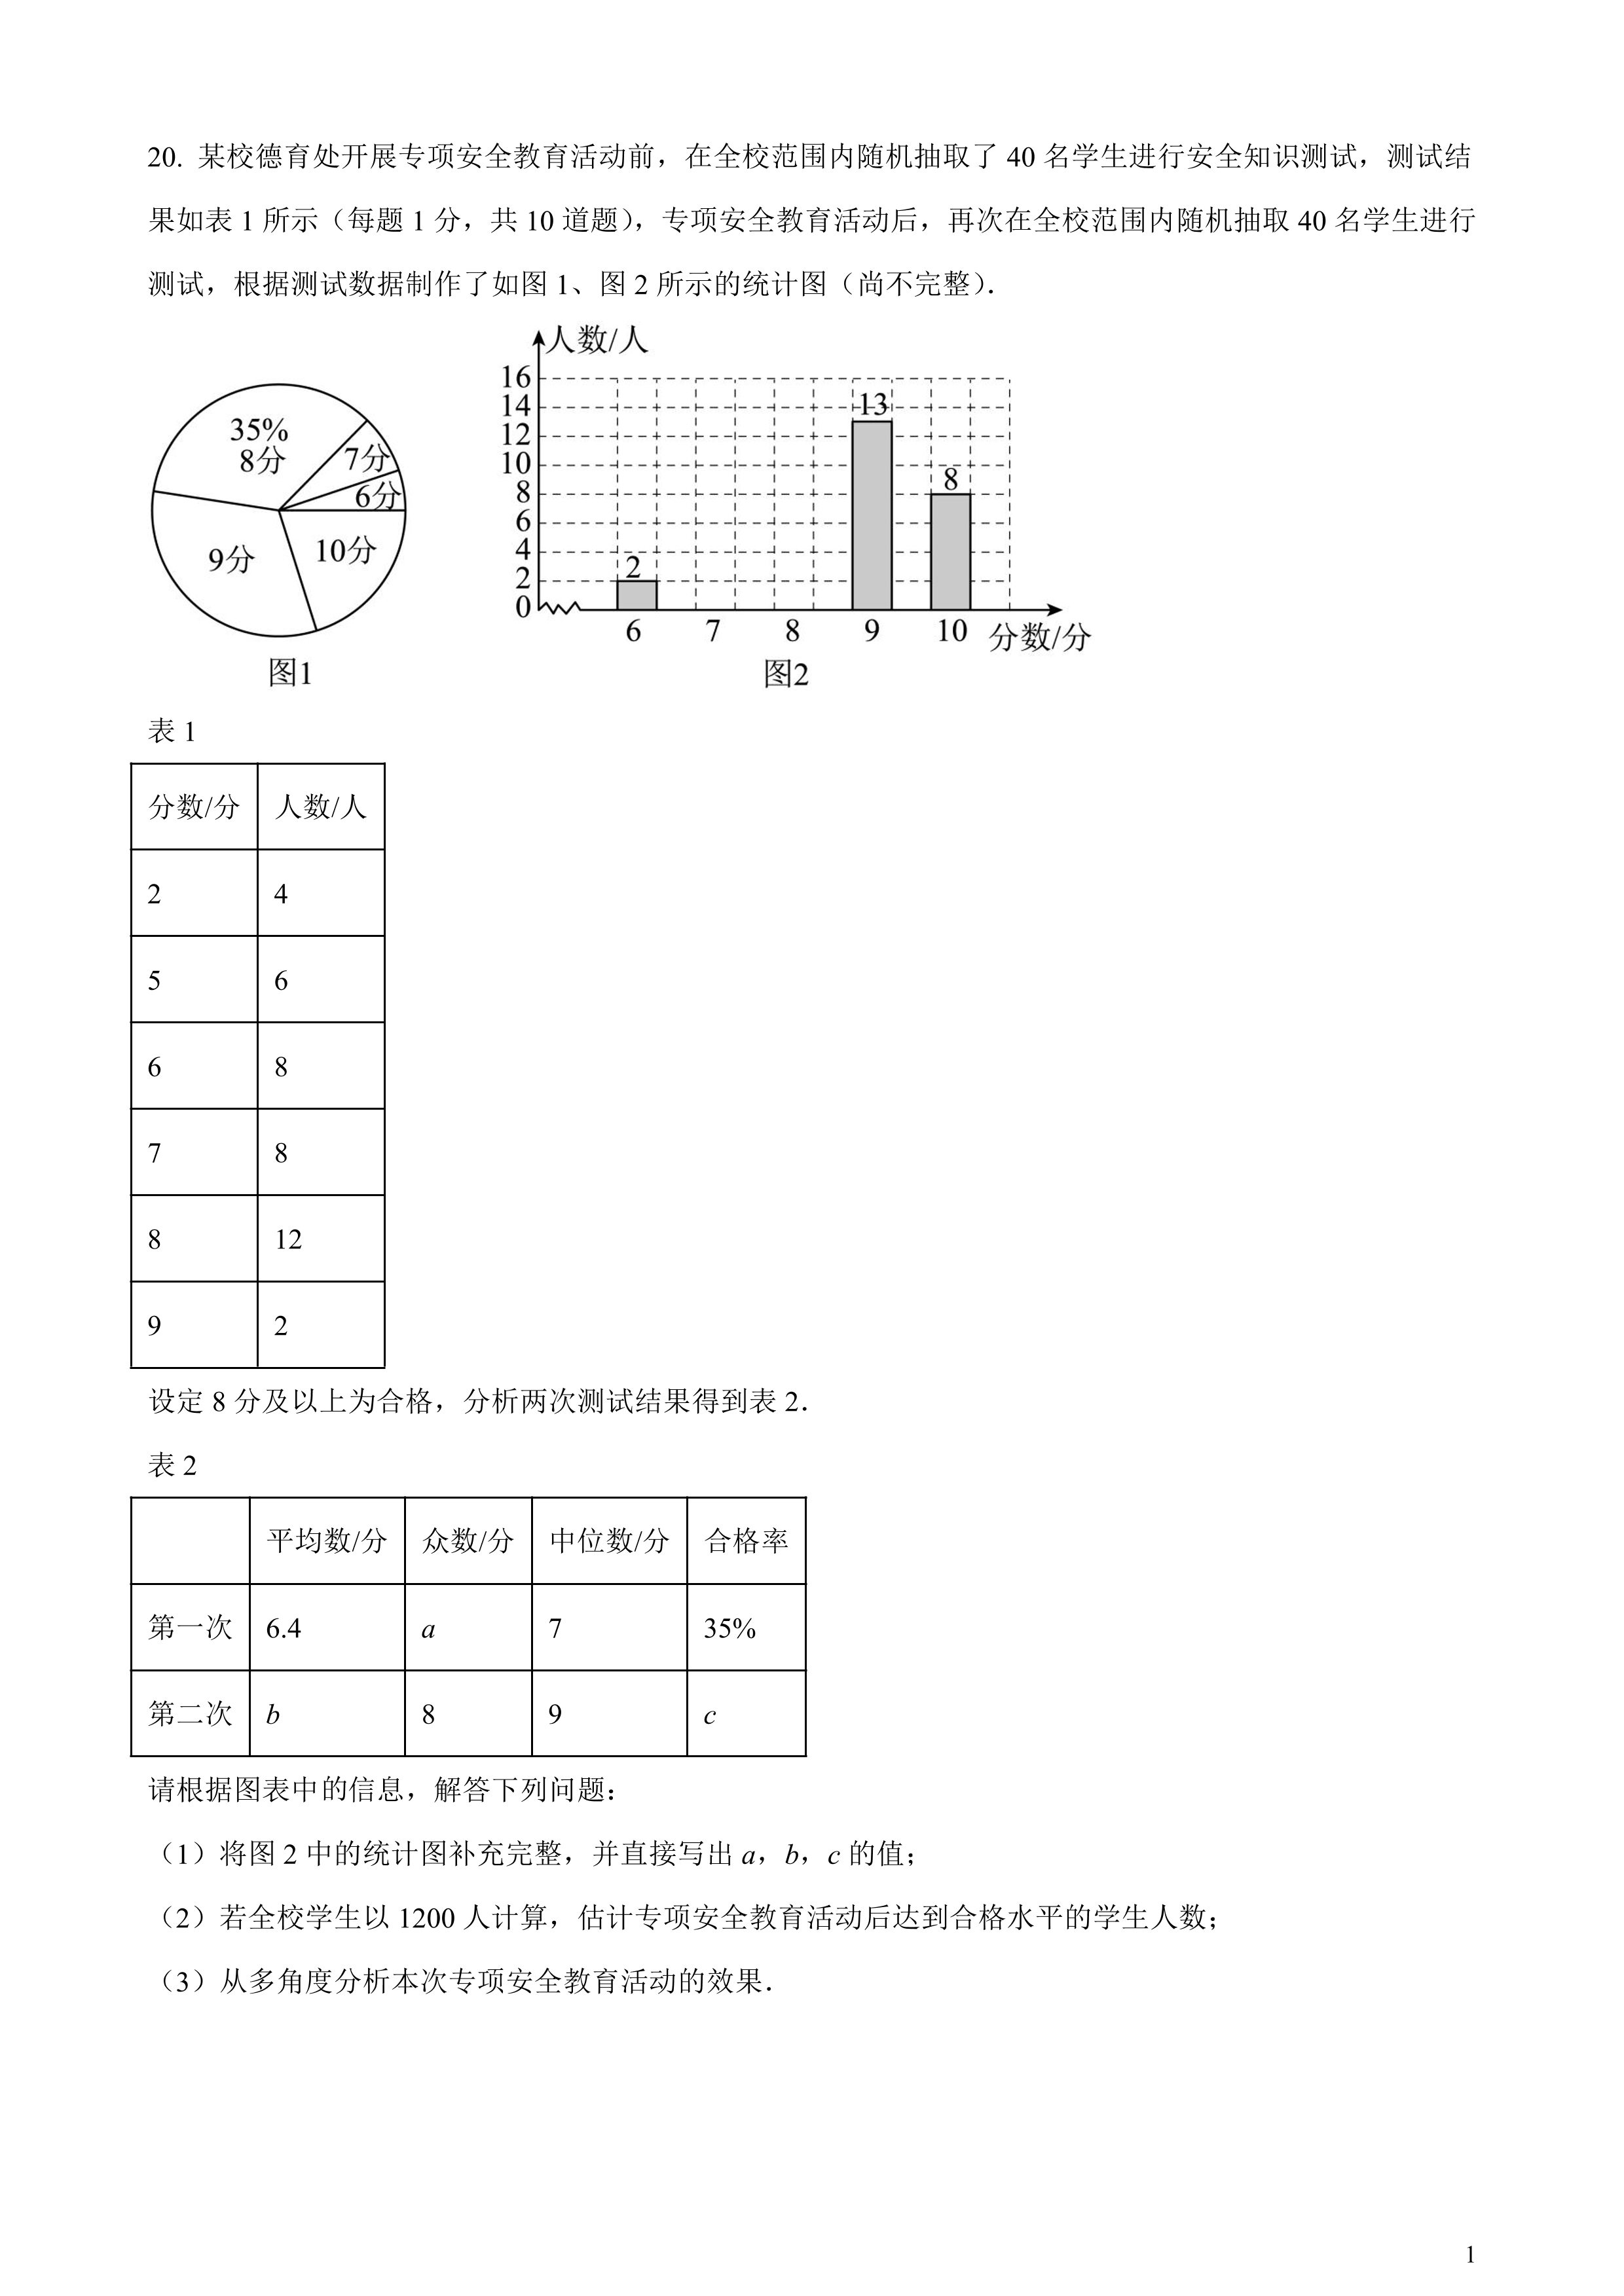 20. 某校德育处开展专项安全教育活动前，在全校范围内随机抽取了 40 名学生进行安全知识测试，测试结
果如表 1 所示（每题 1 分，共 10 道题），专项安全教育活动后，再次在全校范围内随机抽取 40 名学生进行
测试，根据测试数据制作了如图 1、图 2 所示的统计图（尚不完整）．
35%
8分
7分
6分
9分
10分
图1
人数/人
16
14
12
10
8
6
4
2
0
2
13
8
6 7 8 9 10 分数/分
图2
表 1
分数/分 人数/人
2 4
5 6
6 8
7 8
8 12
9 2
设定 8 分及以上为合格，分析两次测试结果得到表 2．
表 2
平均数/分 众数/分 中位数/分 合格率
第一次 6.4 a 7 35%
第二次 b 8 9 c
请根据图表中的信息，解答下列问题：
（1）将图 2 中的统计图补充完整，并直接写出 a，b，c 的值；
（2）若全校学生以 1200 人计算，估计专项安全教育活动后达到合格水平的学生人数；
（3）从多角度分析本次专项安全教育活动的效果．
1